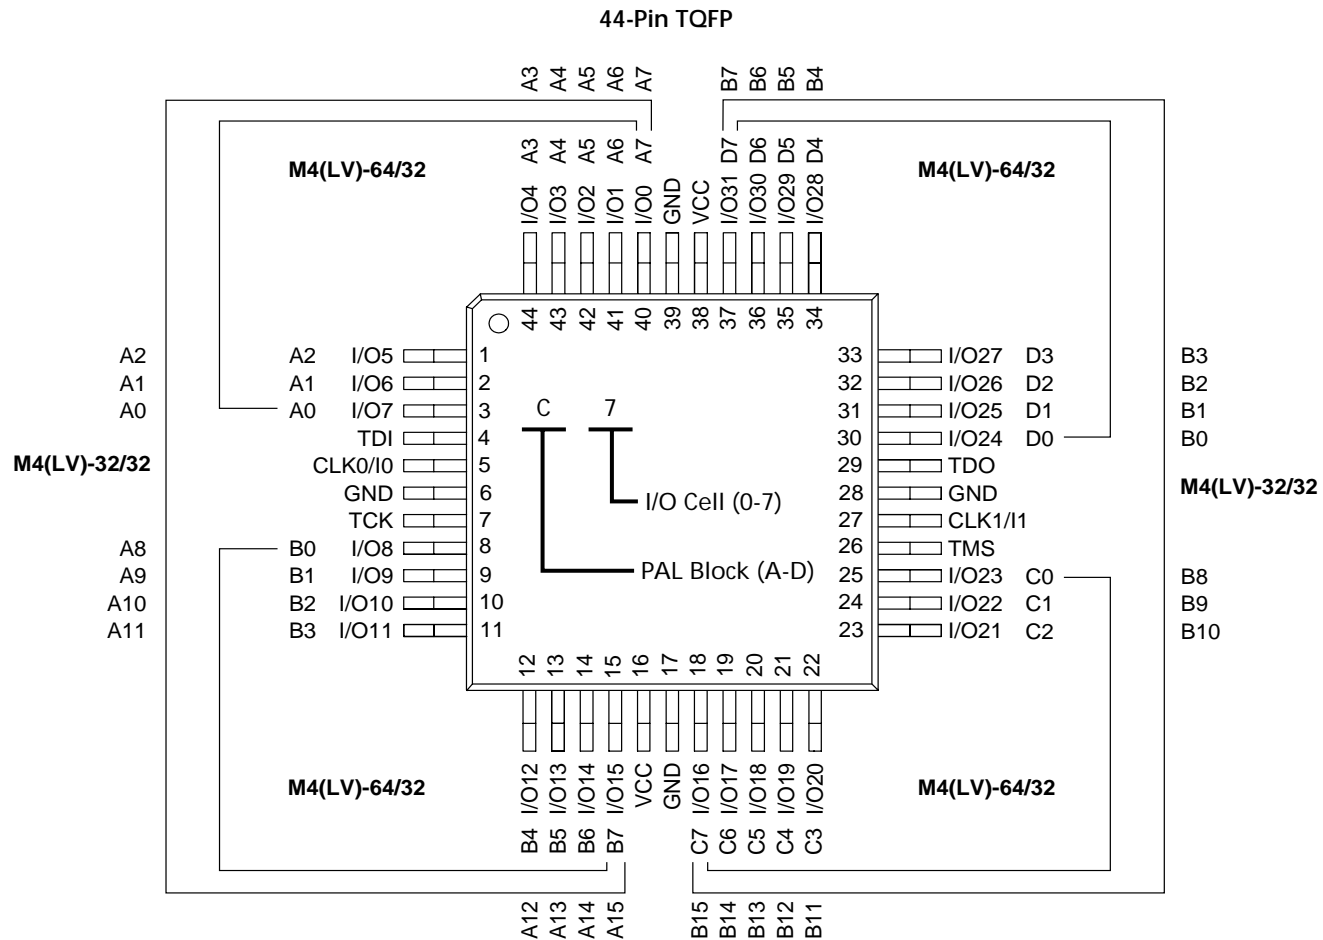 44-Pin TQFP
A3 A4 A5 A6 A7 B7 B6 B5 B4
A3 A4 A5 A6 A7 D7 D6 D5 D4
M4(LV)-64/32 M4(LV)-64/32
I/O4 I/O3 I/O2 I/O1 I/O0 GND VCC I/O31 I/O30 I/O29 I/O28
44 43 42 41 40 39 38 37 36 35 34
A2 A2 I/O5 1 33 I/O27 D3 B3
A1 A1 I/O6 2 32 I/O26 D2 B2
A0 A0 I/O7 3 C 7 31 I/O25 D1 B1
TDI 4 30 I/O24 D0 B0
M4(LV)-32/32 CLK0/I0 5 29 TDO
GND 6 28 GND M4(LV)-32/32
I/O Cell (0-7)
TCK 7 27 CLK1/I1
A8 B0 I/O8 8 26 TMS
PAL Block (A-D)
A9 B1 I/O9 9 25 I/O23 C0 B8
A10 B2 I/O10 10 24 I/O22 C1 B9
A11 B3 I/O11 11 23 I/O21 C2 B10
12 13 14 15 16 17 18 19 20 21 22
I/O12 I/O13 I/O14 I/O15 VCC GND I/O16 I/O17 I/O18 I/O19 I/O20
M4(LV)-64/32 M4(LV)-64/32
B4 B5 B6 B7 C7 C6 C5 C4 C3
A12 A13 A14 A15 B15 B14 B13 B12 B11